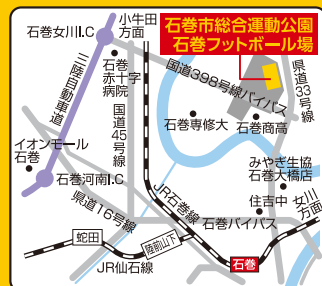 石巻市総合運動公園
石巻フットボール場
小牛田
方面
石巻女川I.C
石巻
赤十字
病院
三陸自動車道
国道45号線
国道398号線バイパス
県道33号
石巻専修大
石巻商高
イオンモール
石巻
石巻河南I.C
県道16号線
みやぎ生協
石巻大橋店
住吉中
女川
方面
石巻バイパス
JR石巻線
蛇田
陸前山下
石巻
JR仙石線